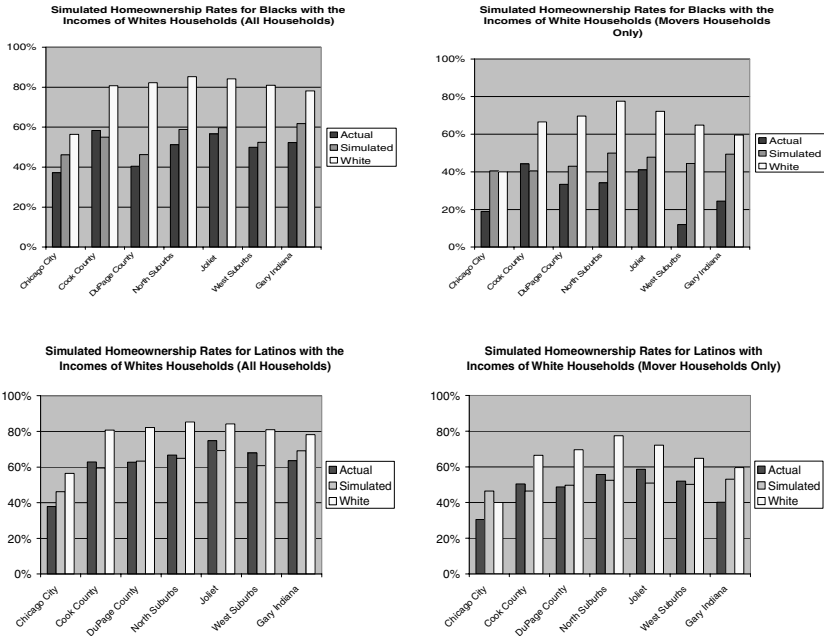 Simulated Homeownership Rates for Blacks with the
Incomes of Whites Households (All Households)
100%
80%
60%
40%
20%
0%
Chicago City
Cook County
DuPage County
North Suburbs
Joliet
West Suburbs
Gary Indiana
Actual
Simulated
White
Simulated Homeownership Rates for Blacks with the
Incomes of White Households (Movers Households
Only)
100%
80%
60%
40%
20%
0%
Chicago City
Cook County
DuPage County
North Suburbs
Joliet
West Suburbs
Gary Indiana
Actual
Simulated
White
Simulated Homeownership Rates for Latinos with the
Incomes of Whites Households (All Households)
100%
80%
60%
40%
20%
0%
Chicago City
Cook County
DuPage County
North Suburbs
Joliet
West Suburbs
Gary Indiana
Actual
Simulated
White
Simulated Homeownership Rates for Latinos with
Incomes of White Households (Mover Households Only)
100%
80%
60%
40%
20%
0%
Chicago City
Cook County
DuPage County
North Suburbs
Joliet
West Suburbs
Gary Indiana
Actual
Simulated
White